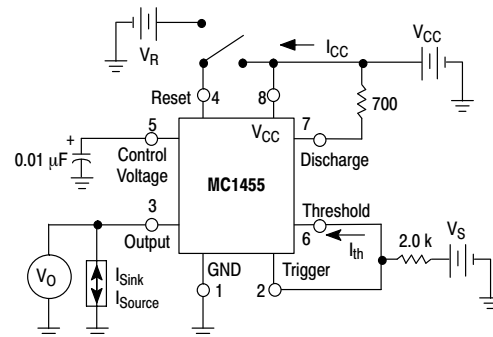 V_R
I_CC
V_CC
Reset
4
8
700
+
0.01 μF
5
Control
Voltage
V_CC
7
Discharge
MC1455
3
Output
Threshold
6
I_th
V_S
2.0 k
V_O
I_Sink
I_Source
GND
1
Trigger
2